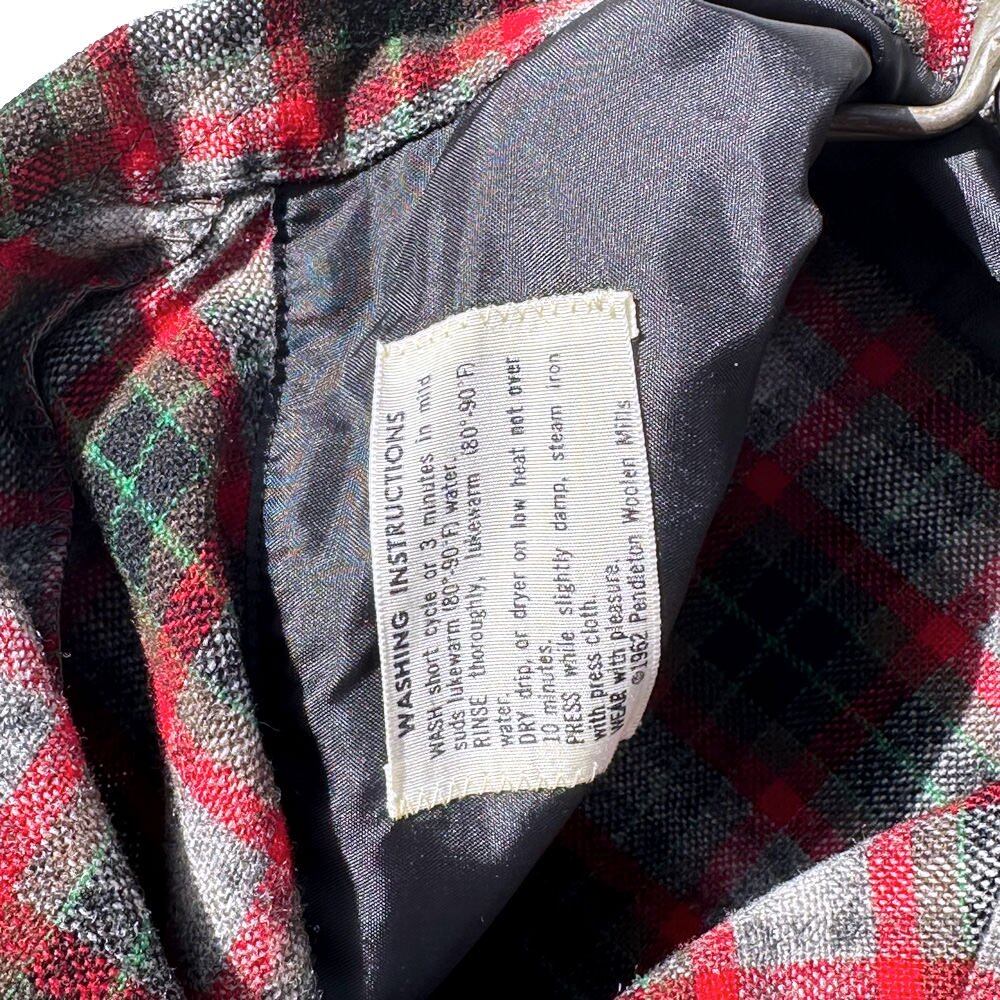 WASHING INSTRUCTIONS
WASH short cycle or 3 minutes in mild
suds lukewarm (80°-90°F) water.
RINSE thoroughly, lukewarm (80°-90°F)
water.
DRY drip, or dryer on low heat not over
10 minutes.
PRESS while slightly damp, steam iron
with press cloth.
WEAR with pleasure.
©1962 Pendleton Woolen Mills